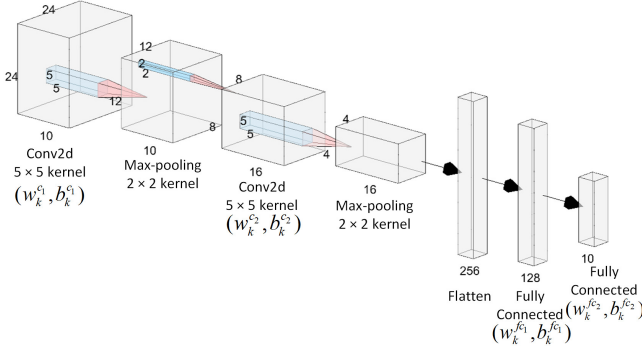 24
24
5
5
12
10
Conv2d
5 × 5 kernel
(w_k^{c_1}, b_k^{c_1})
12
2
2
10
Max-pooling
2 × 2 kernel
8
8
5
5
16
Conv2d
5 × 5 kernel
(w_k^{c_2}, b_k^{c_2})
4
4
16
Max-pooling
2 × 2 kernel
256
Flatten
128
Fully
Connected
(w_k^{fc_1}, b_k^{fc_1})
10
Fully
Connected
(w_k^{fc_2}, b_k^{fc_2})